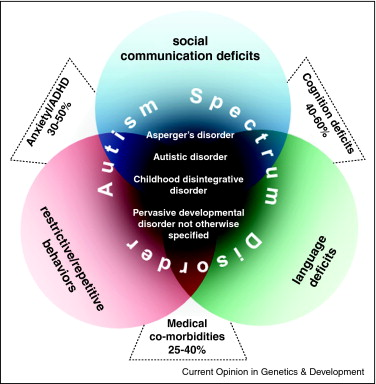 social
communication deficits
Anxiety/ADHD
30-50%
Cognition deficits
40-60%
Autism Spectrum Disorder
Asperger's disorder
Autistic disorder
Childhood disintegrative
disorder
Pervasive developmental
disorder not otherwise
specified
restrictive/repetitive
behaviors
language
deficits
Medical
co-morbidities
25-40%
Current Opinion in Genetics & Development